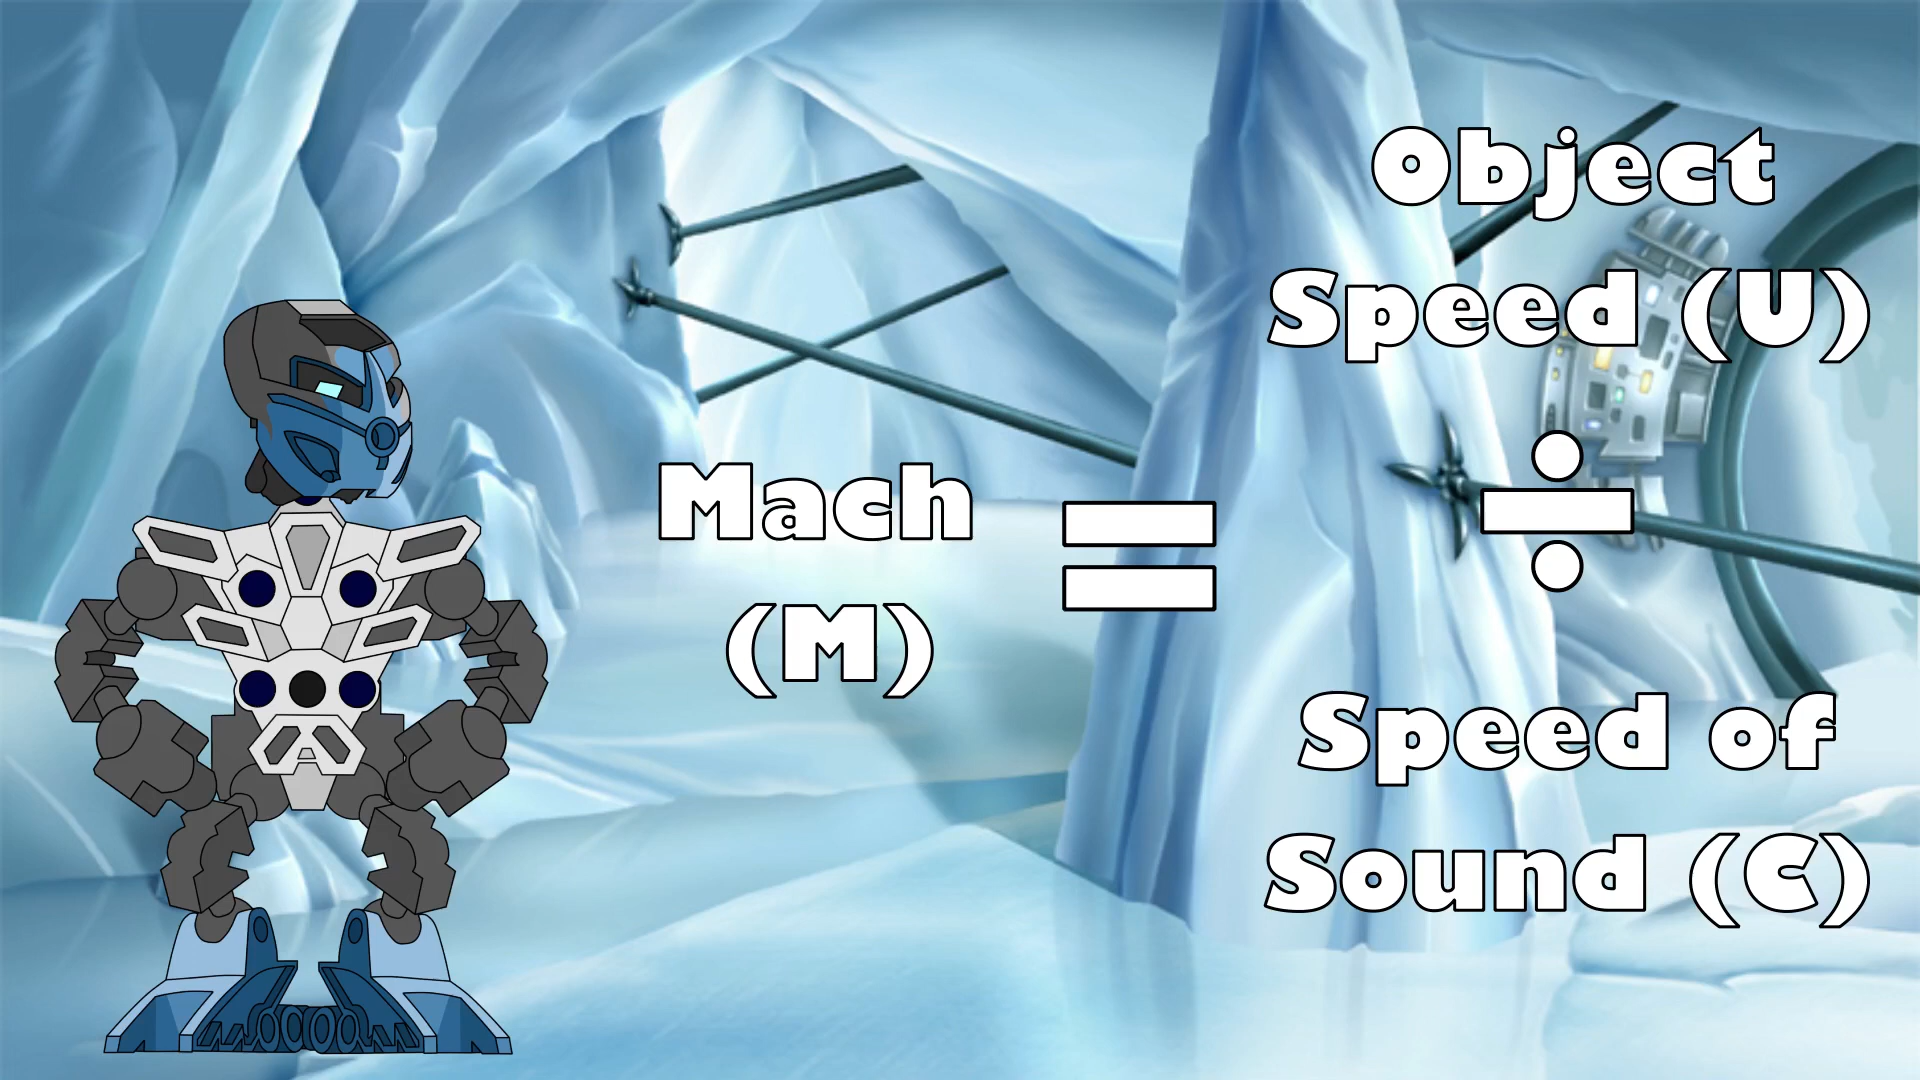 Mach
(M)
=
Object
Speed (U)
÷
Speed of
Sound (C)